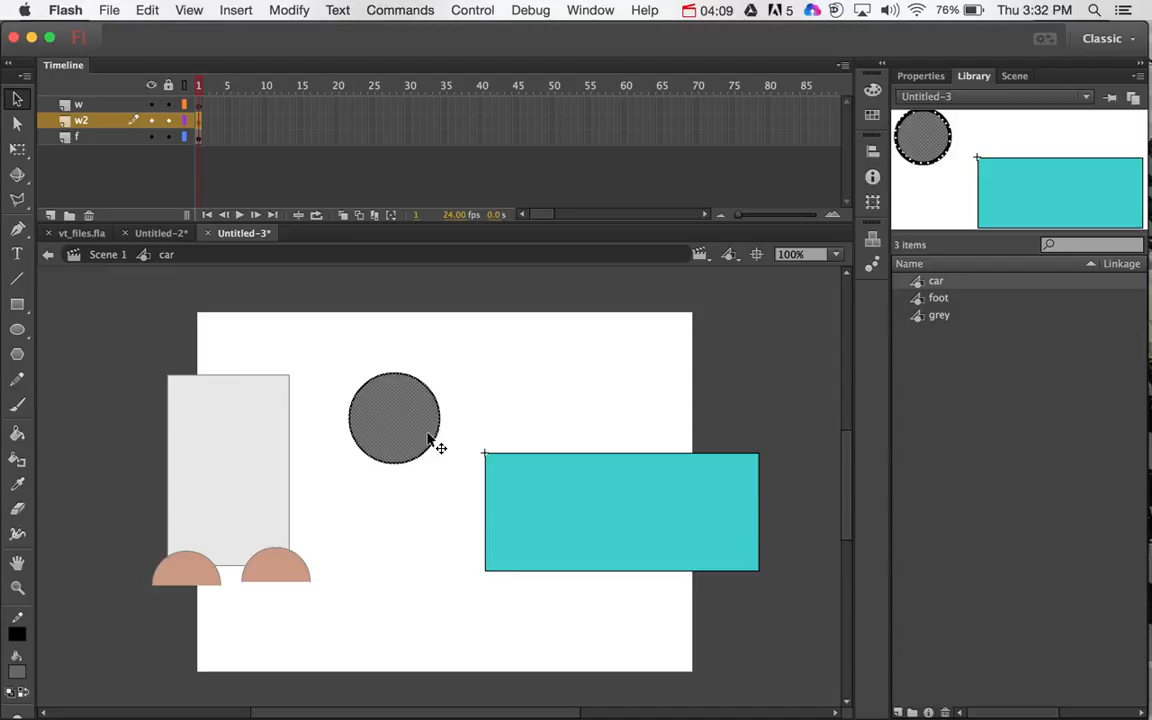 Flash File Edit View Insert Modify Text Commands Control Debug Window Help 04:09 5 76% Thu 3:32 PM
Fl Classic
Timeline
Properties Library Scene
1 5 10 15 20 25 30 35 40 45 50 55 60 65 70 75 80 85
Untitled-3
w
w2
f
1 24.00 fps 0.0 s
× vt_files.fla × Untitled-2* × Untitled-3*
3 items
Scene 1 car 100%
Name Linkage
car
foot
grey
T